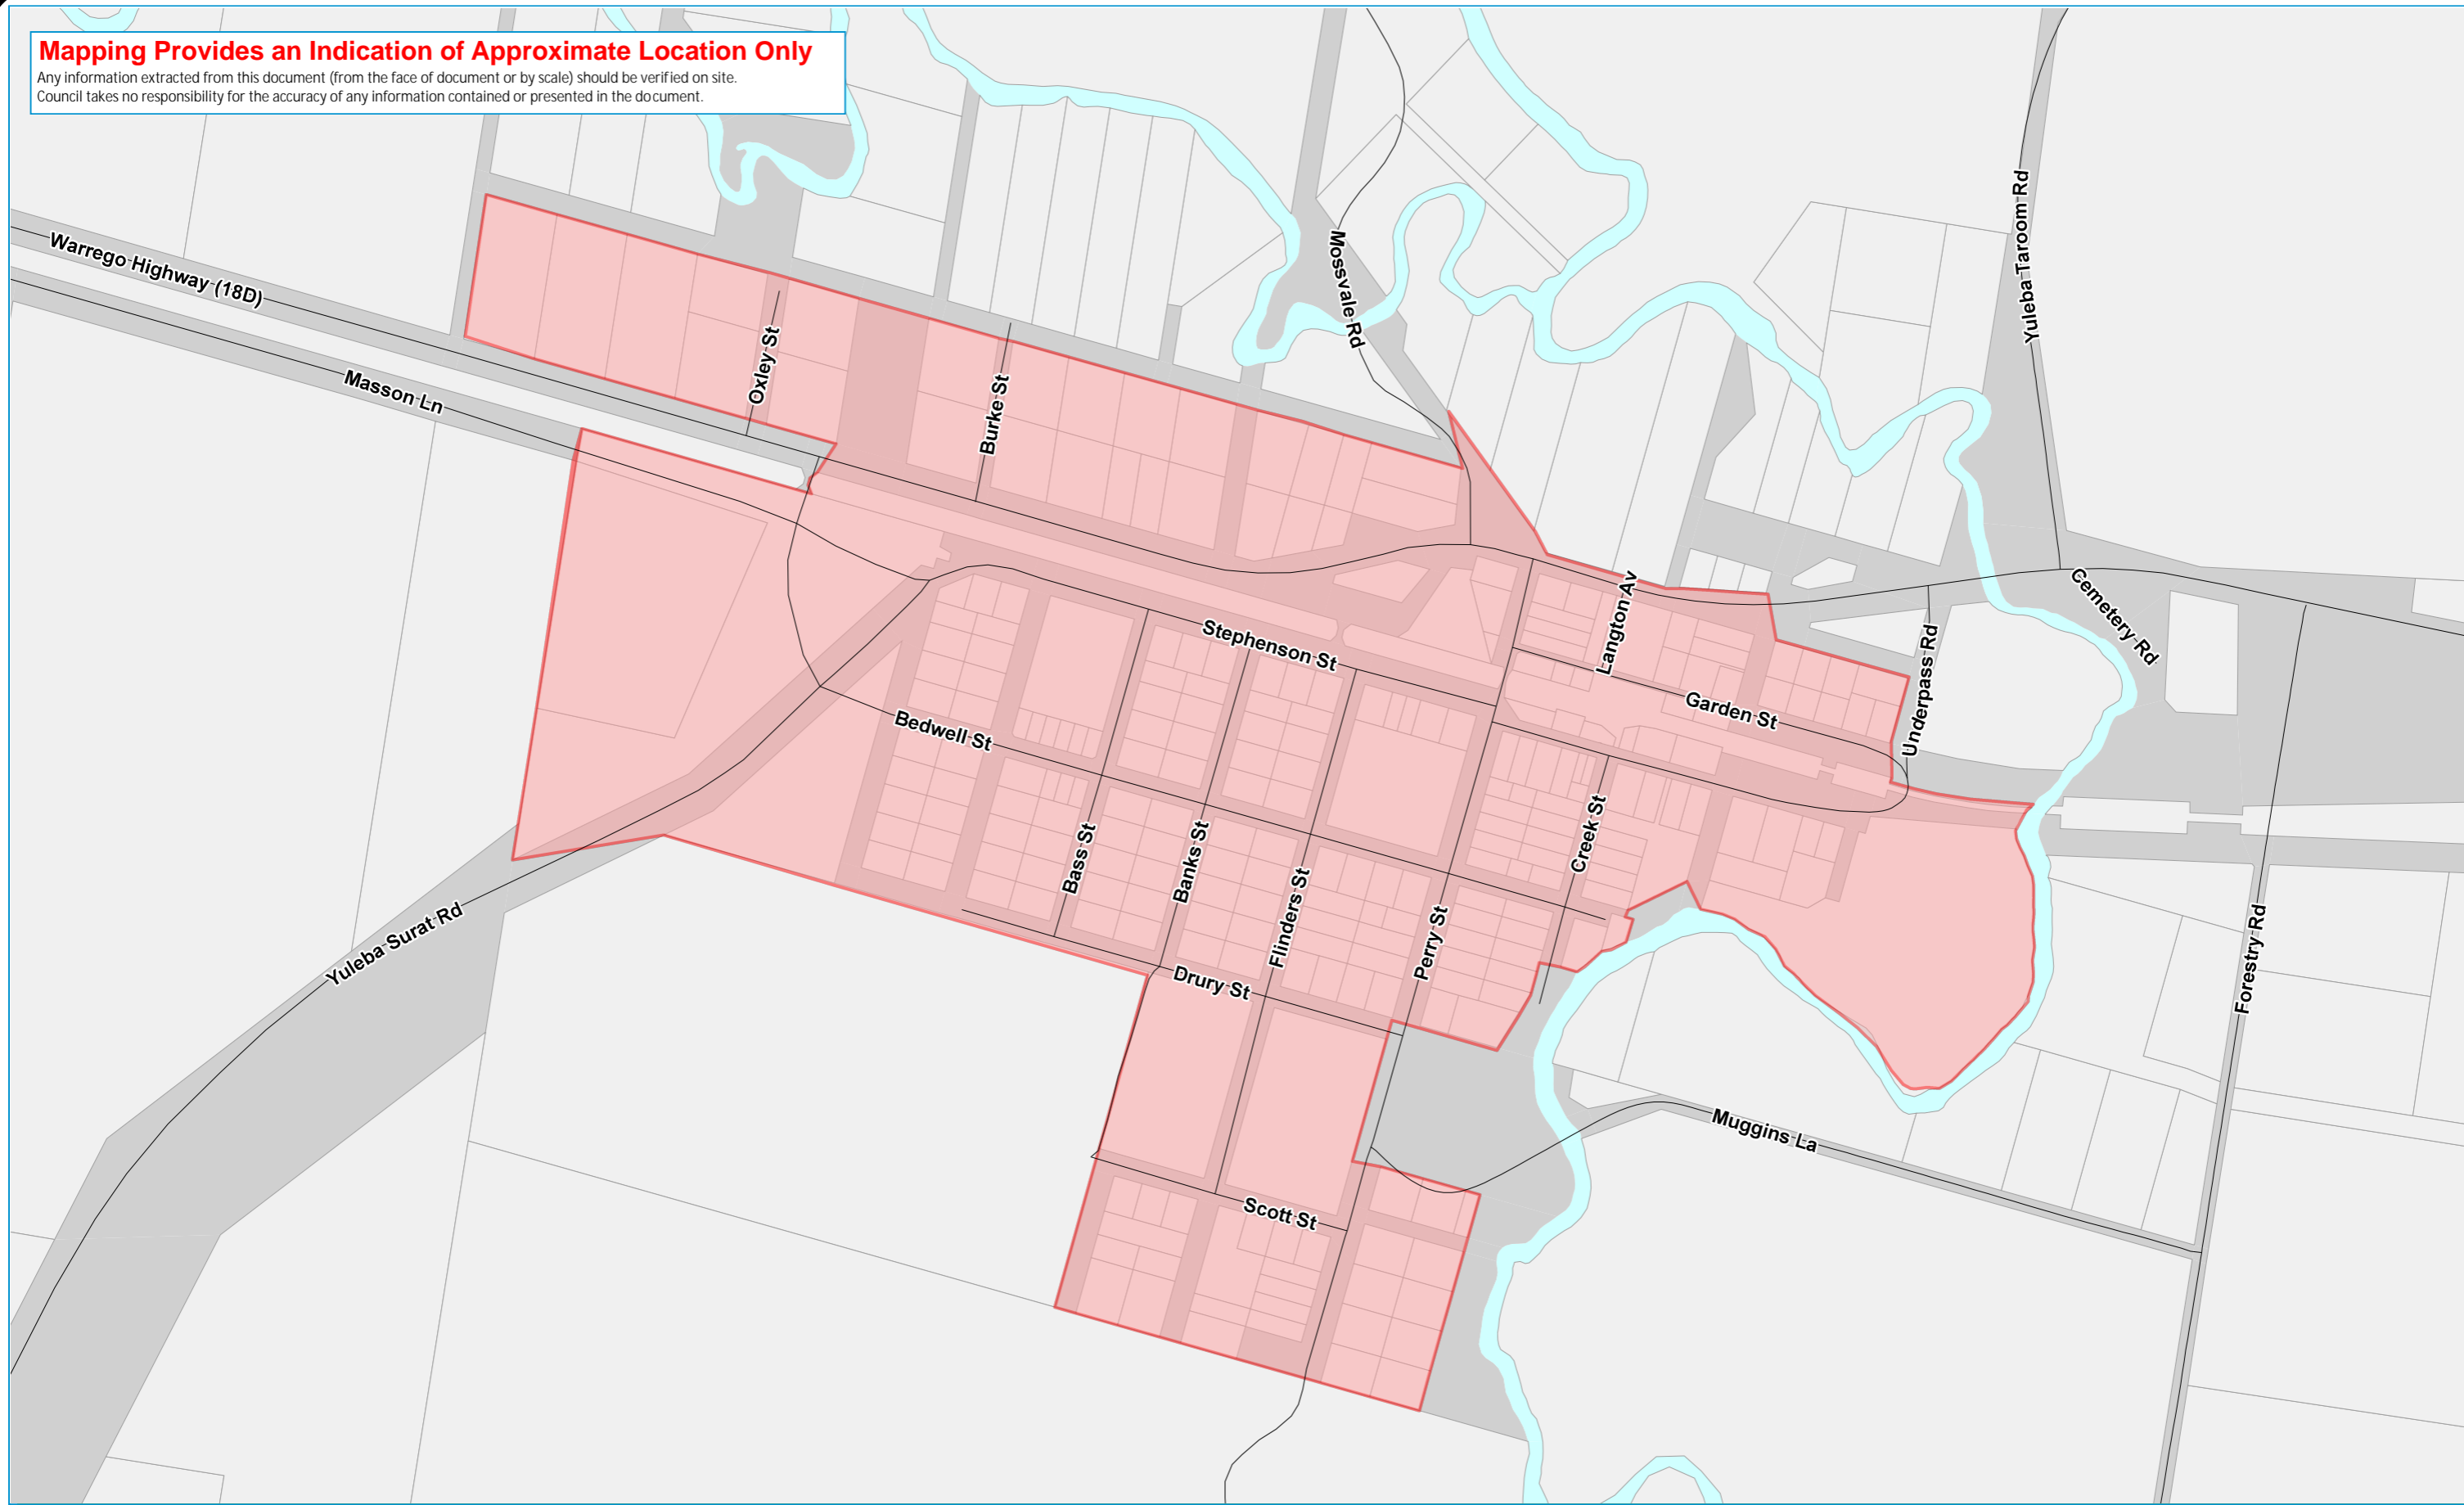 Mapping Provides an Indication of Approximate Location Only
Any information extracted from this document (from the face of document or by scale) should be verified on site.
Council takes no responsibility for the accuracy of any information contained or presented in the document.
Warrego Highway (18D)
Masson Ln
Oxley St
Burke St
Mossvale Rd
Yuleba Taroom Rd
Cemetery Rd
Langton Av
Stephenson St
Garden St
Underpass Rd
Bedwell St
Bass St
Banks St
Flinders St
Perry St
Creek St
Yuleba Surat Rd
Drury St
Forestry Rd
Muggins La
Scott St